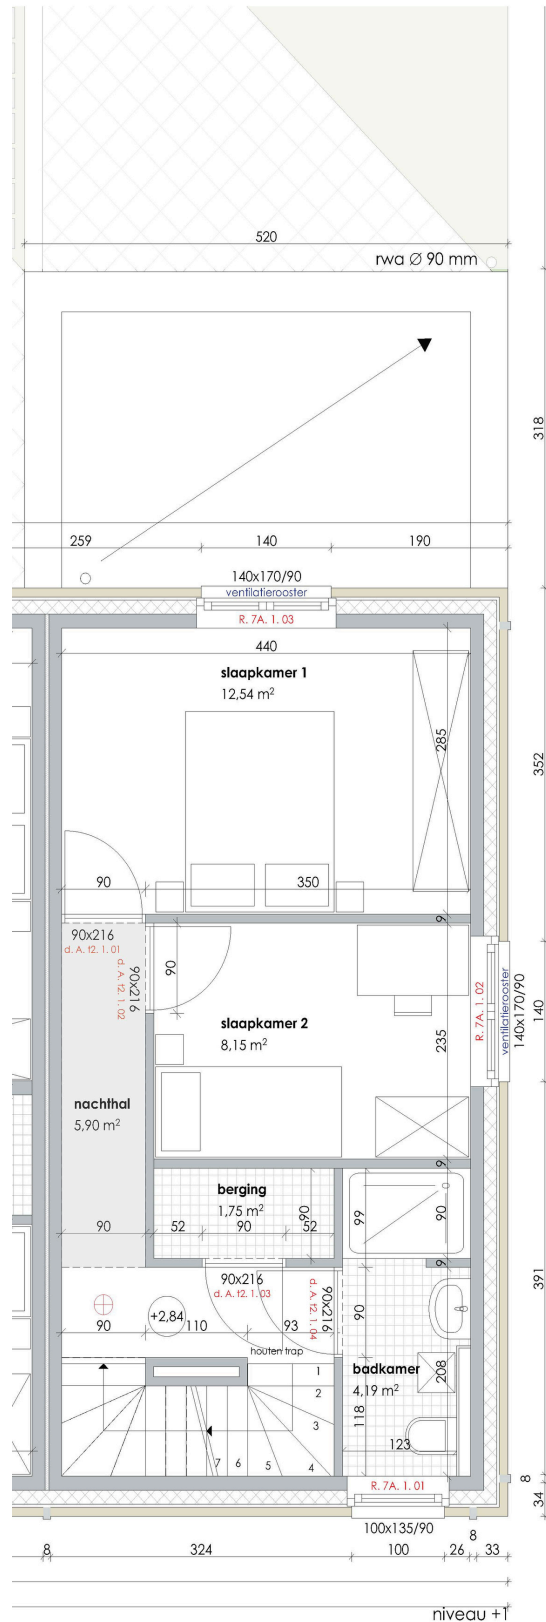 520
rwa Ø 90 mm
318
259
140
190
140x170/90
ventilatierooster
R. 7A. 1. 03
440
slaapkamer 1
12,54 m²
285
352
90
350
9
90x216
d. A. t2. 1. 01
90x216
d. A. t2. 1. 02
90
slaapkamer 2
8,15 m²
235
R. 7A. 1. 02
ventilatierooster
140x170/90
140
nachthal
5,90 m²
9
berging
1,75 m²
90
99
90
90
52
90
52
9
391
90x216
d. A. t2. 1. 03
90x216
d. A. t2. 1. 04
90
+2,84
90
110
93
houten trap
1
2
3
4
5
6
7
badkamer
4,19 m²
208
118
123
R. 7A. 1. 01
100x135/90
8
34
8
8
324
100
26
33
niveau +1